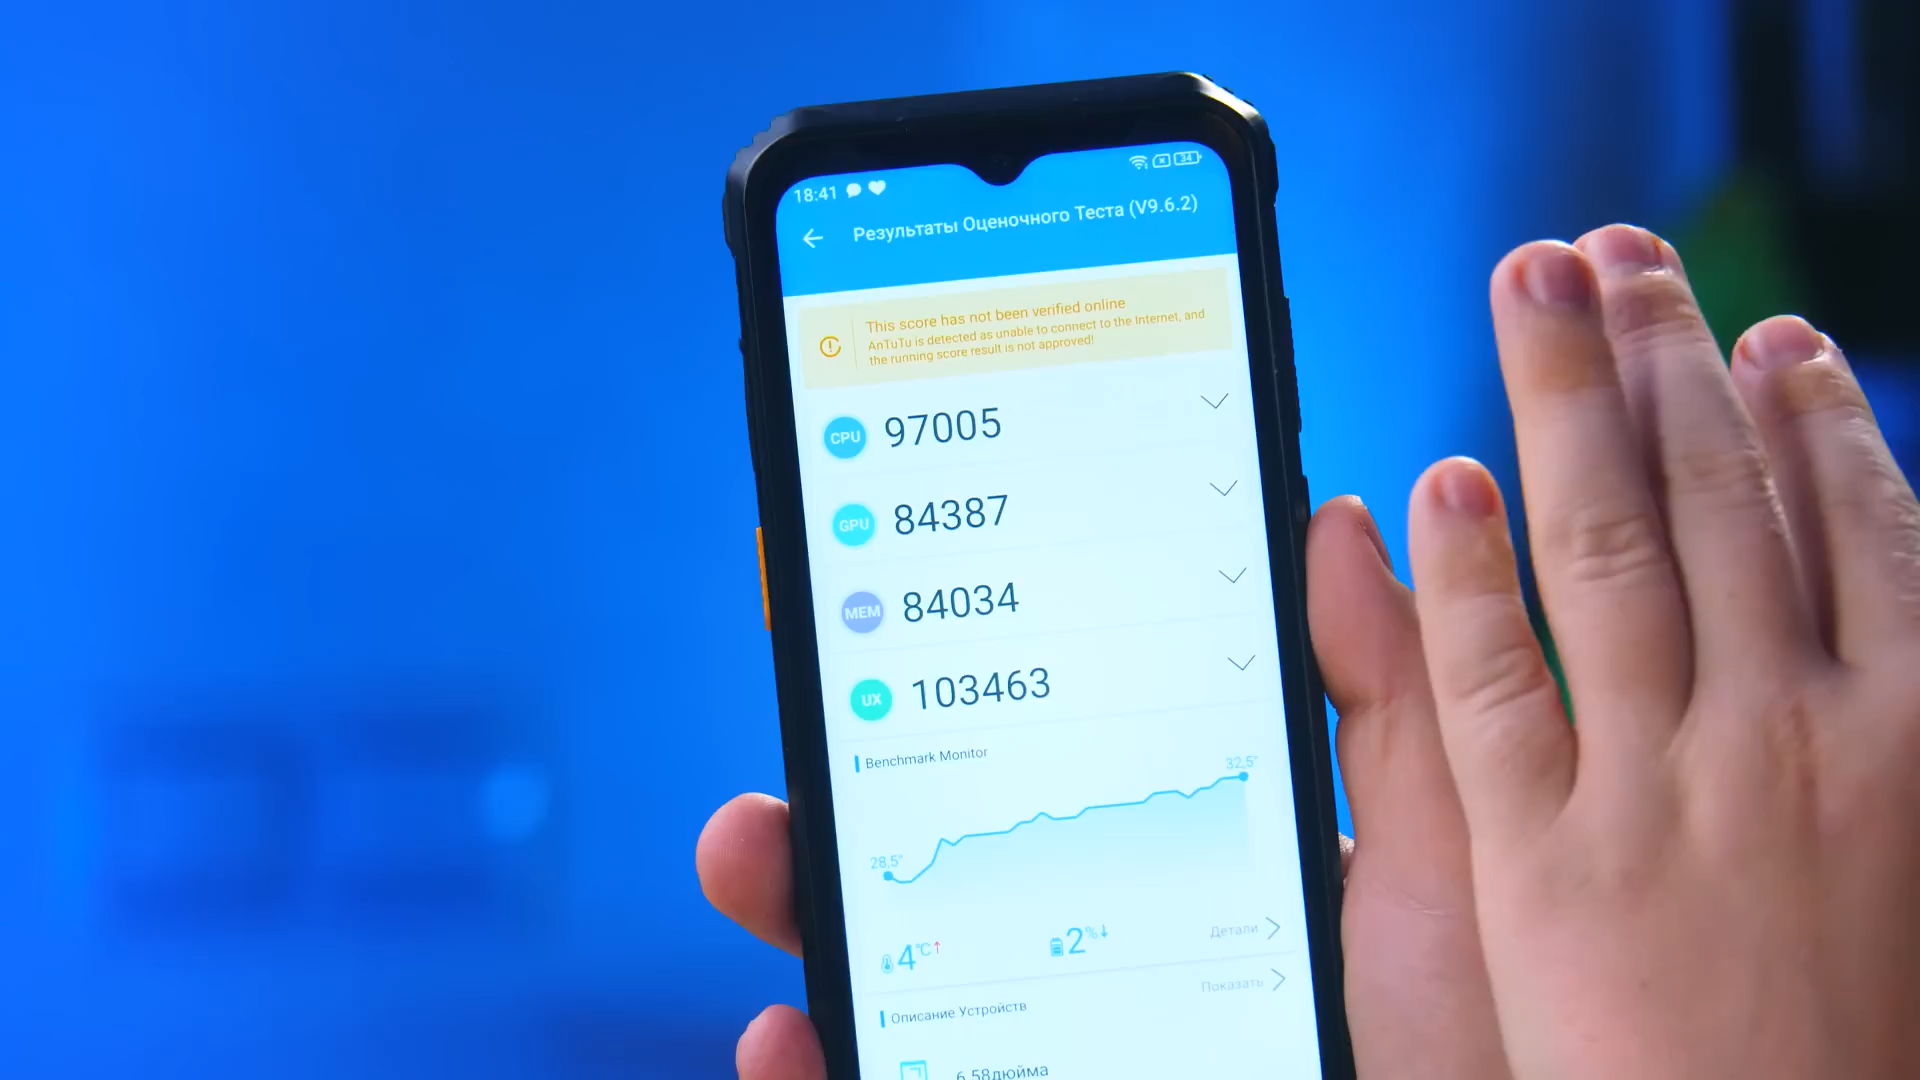 18:41
34
Результаты Оценочного Теста (V9.6.2)
This score has not been verified online
AnTuTu is detected as unable to connect to the Internet, and
the running score result is not approved!
CPU 97005
GPU 84387
MEM 84034
UX 103463
Benchmark Monitor
32,5°
28,5°
4°C↑ 2%↓ Детали
Описание Устройств Показать
6.58дюйма